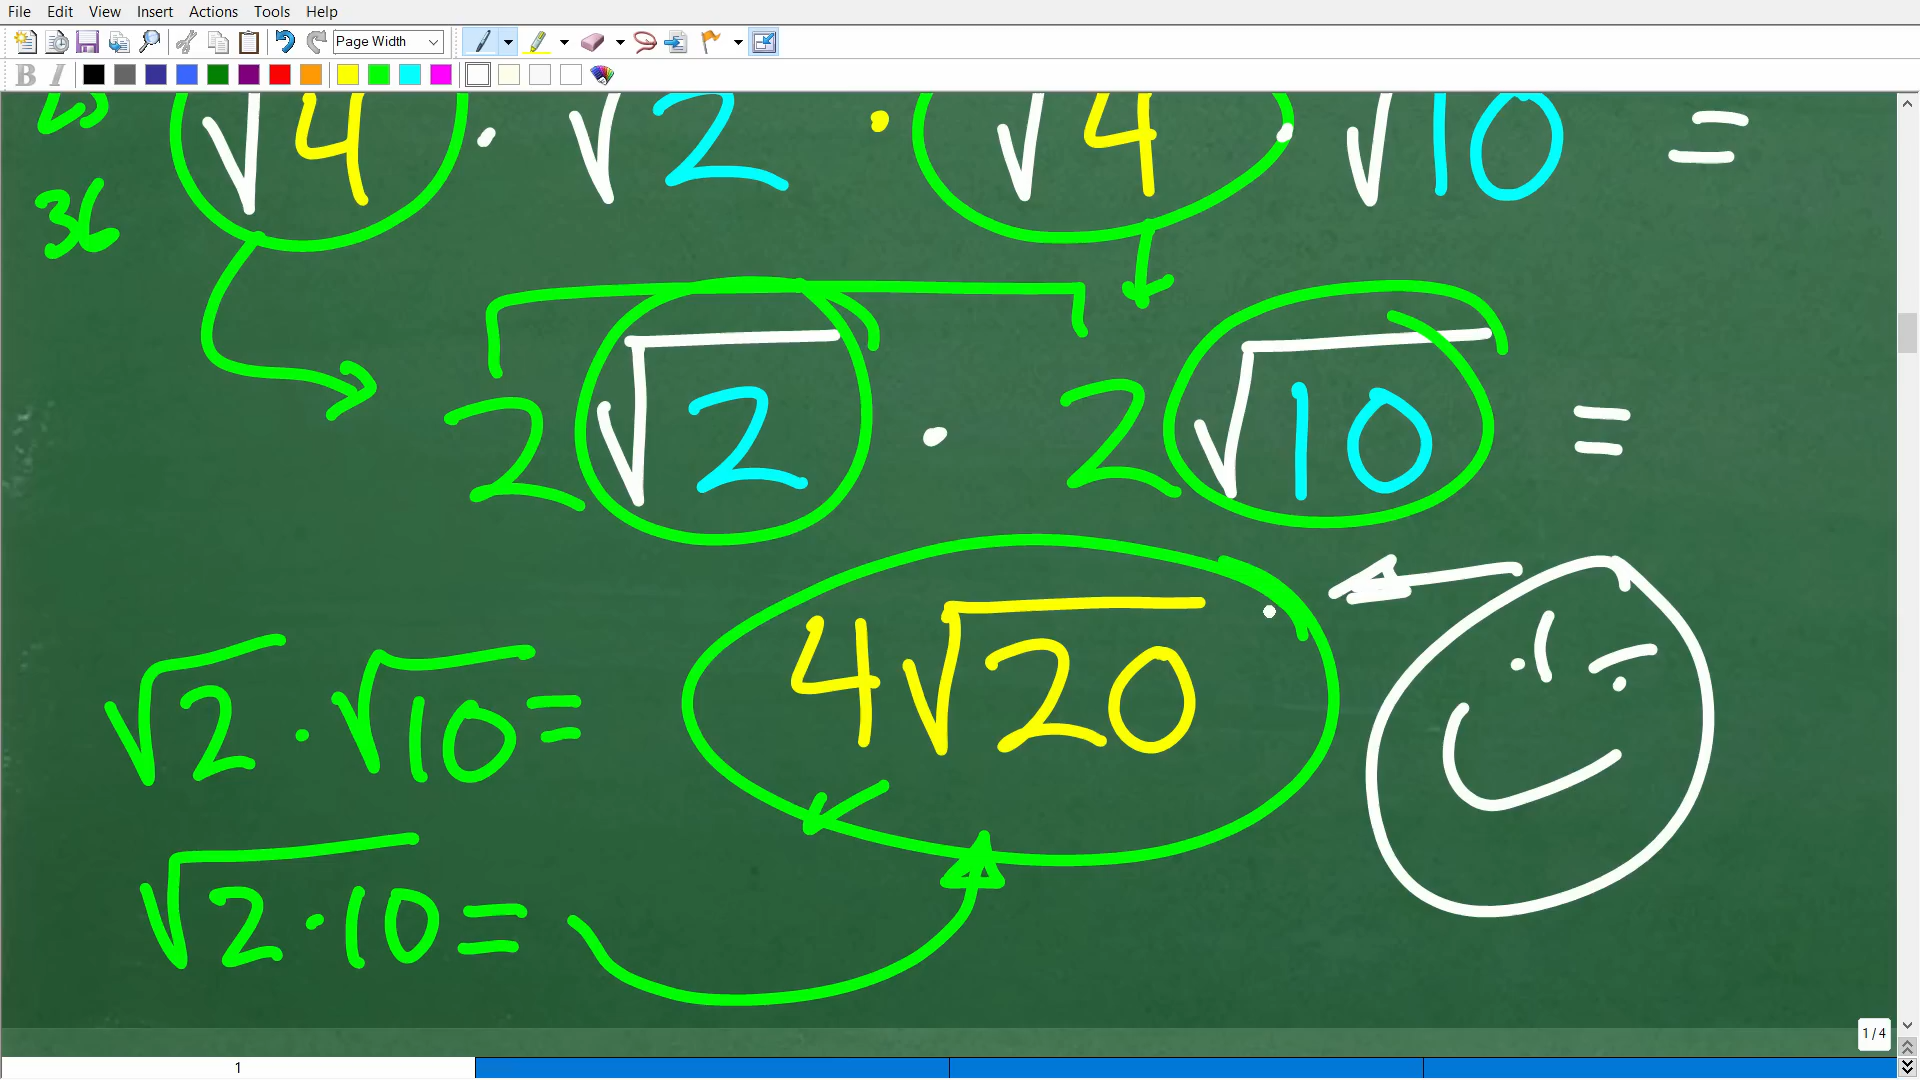 File Edit View Insert Actions Tools Help
Page Width
B I
√4 · √2 · √4 · √10 =
36
2√2 · 2√10 =
4√20
√2 · √10 =
√2 · 10 =
1 / 4
1